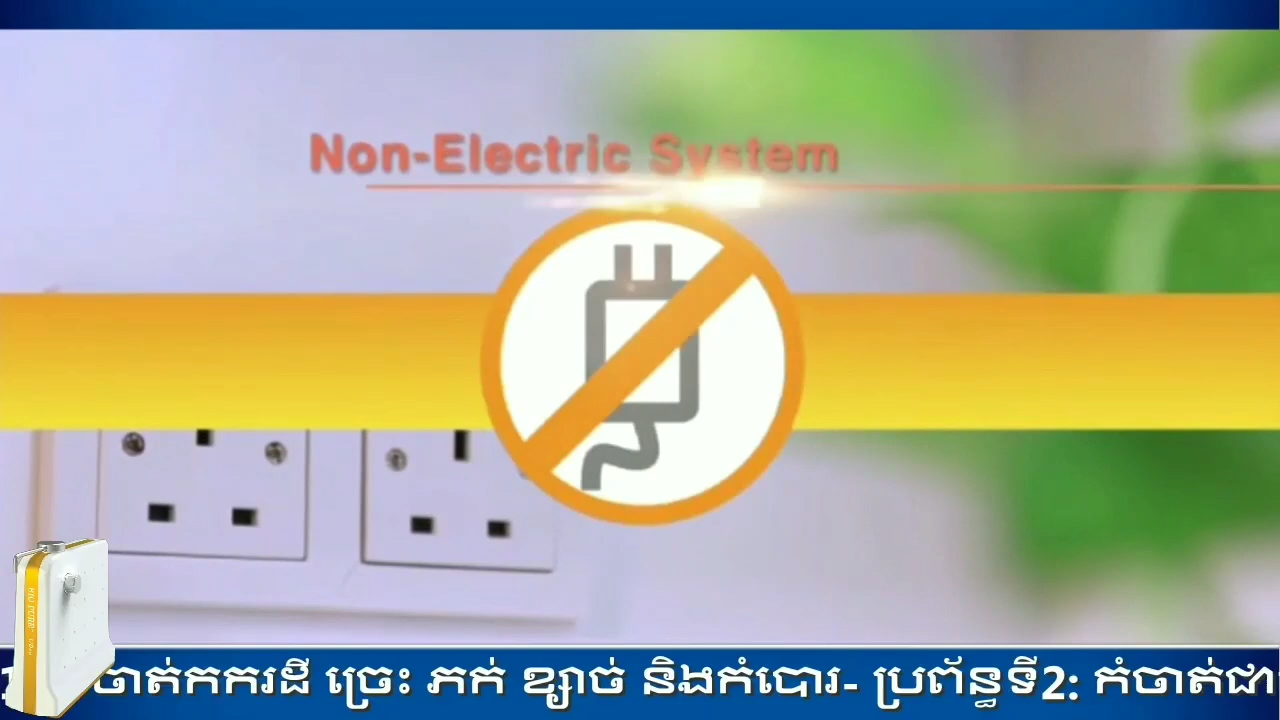 Non-Electric System
ចាត់កករដី ច្រេះ ភក់ ខ្សាច់ និងកំបោរ- ប្រព័ន្ធទី2: កំចាត់ជា